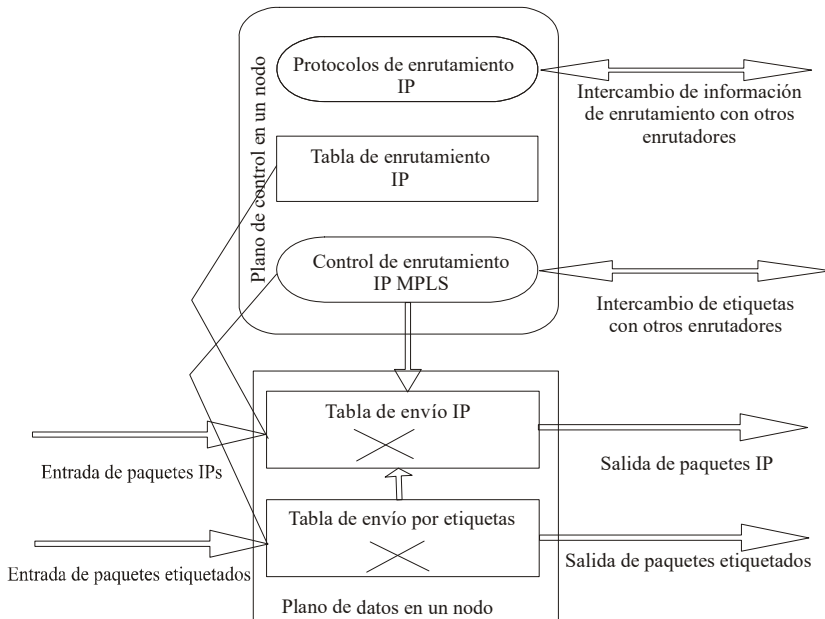 Plano de control en un nodo
Protocolos de enrutamiento
IP
Intercambio de información
de enrutamiento con otros
enrutadores
Tabla de enrutamiento
IP
Control de enrutamiento
IP MPLS
Intercambio de etiquetas
con otros enrutadores
Tabla de envío IP
Entrada de paquetes IPs
Salida de paquetes IP
Tabla de envío por etiquetas
Entrada de paquetes etiquetados
Salida de paquetes etiquetados
Plano de datos en un nodo